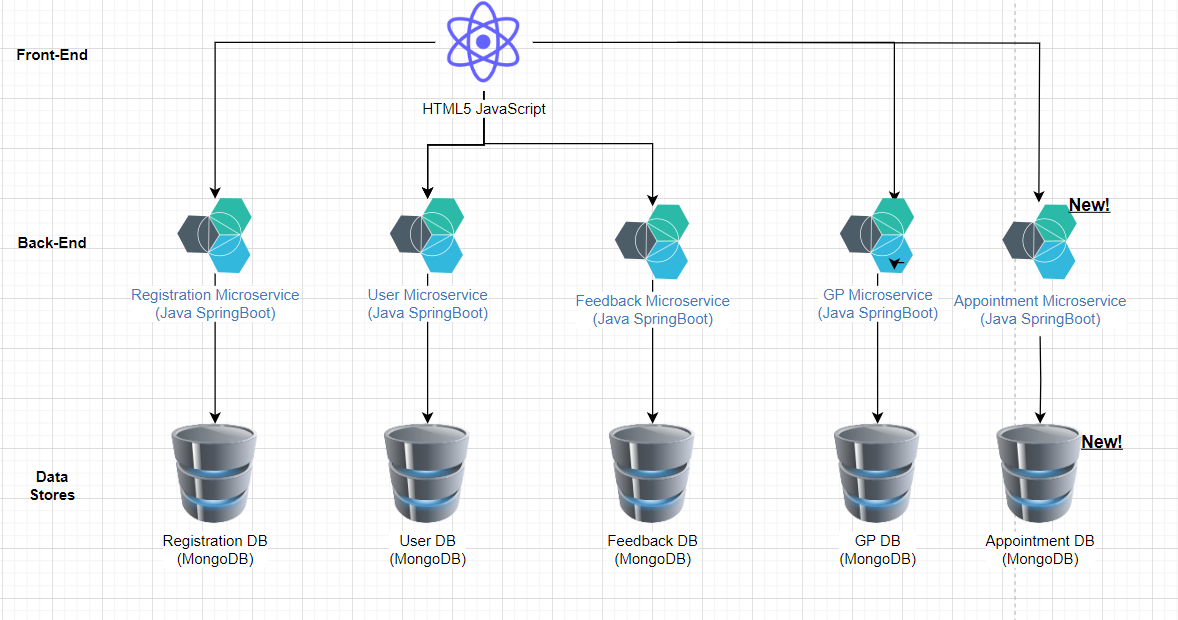 Front-End
HTML5 JavaScript
New!
Back-End
Registration Microservice
(Java SpringBoot)
User Microservice
(Java SpringBoot)
Feedback Microservice
(Java SpringBoot)
GP Microservice
(Java SpringBoot)
Appointment Microservice
(Java SpringBoot)
New!
Data
Stores
Registration DB
(MongoDB)
User DB
(MongoDB)
Feedback DB
(MongoDB)
GP DB
(MongoDB)
Appointment DB
(MongoDB)